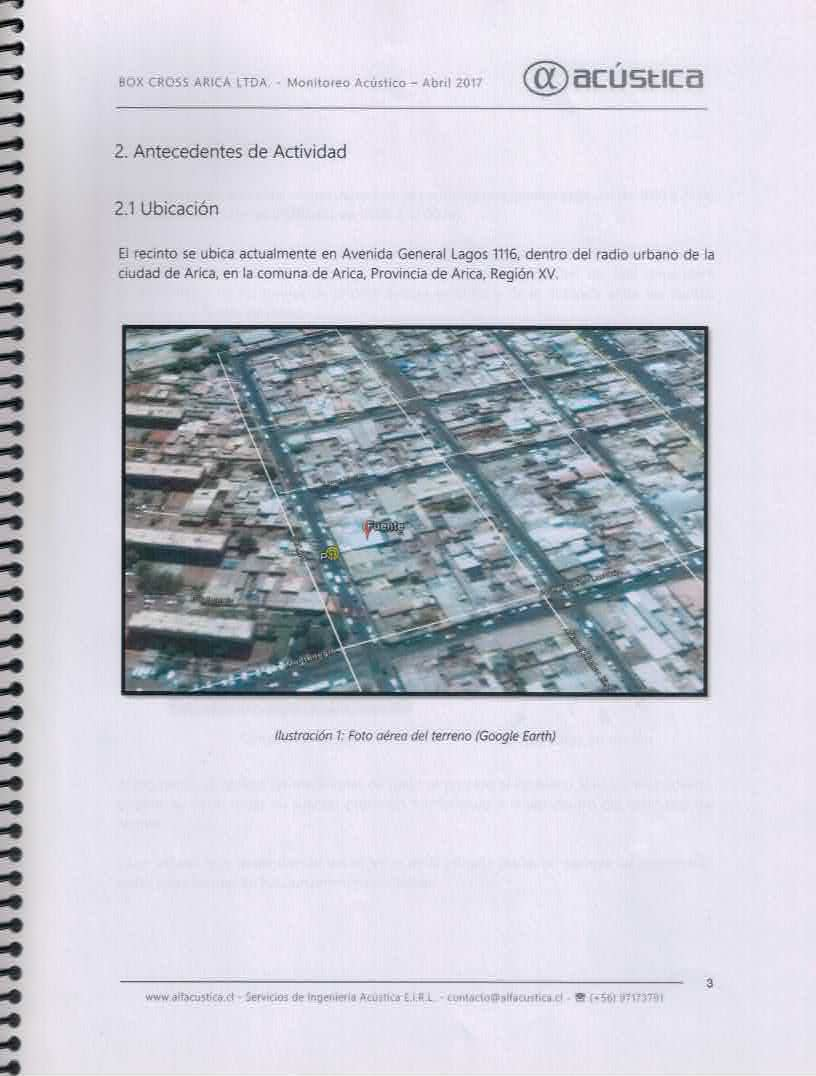 BOX CROSS ARICA LTDA. - Monitoreo Acústico – Abril 2017
α acústica
2. Antecedentes de Actividad
2.1 Ubicación
El recinto se ubica actualmente en Avenida General Lagos 1116, dentro del radio urbano de la
ciudad de Arica, en la comuna de Arica, Provincia de Arica, Región XV.
Fuente
Ilustración 1: Foto aérea del terreno (Google Earth)
3
www.alfacustica.cl - Servicios de Ingeniería Acústica E.I.R.L. - contacto@alfacustica.cl - ☎ (+56) 97173791